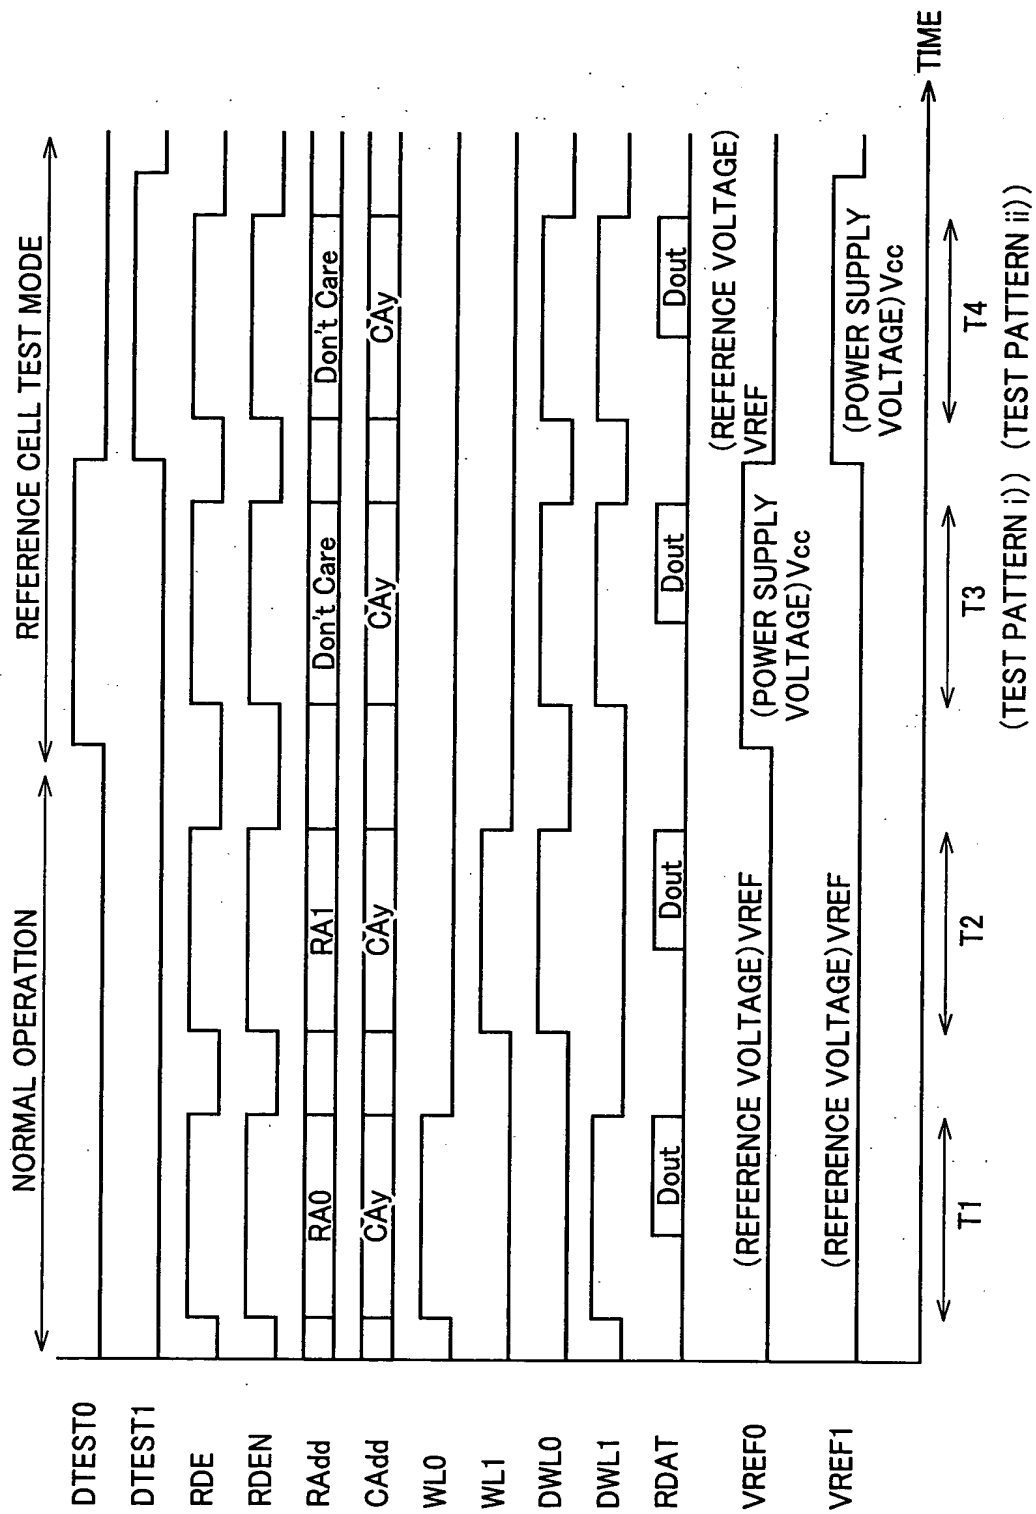 NORMAL OPERATION
REFERENCE CELL TEST MODE
DTEST0
DTEST1
RDE
RDEN
RAdd
RA0
RA1
Don't Care
Don't Care
CAdd
CAy
CAy
CAy
CAy
WL0
WL1
DWL0
DWL1
RDAT
Dout
Dout
Dout
Dout
VREF0
(REFERENCE VOLTAGE)VREF
(POWER SUPPLY
VOLTAGE)Vcc
(REFERENCE VOLTAGE)
VREF
VREF1
(REFERENCE VOLTAGE)VREF
(POWER SUPPLY
VOLTAGE)Vcc
TIME
T1
T2
T3
T4
(TEST PATTERN i))
(TEST PATTERN ii))